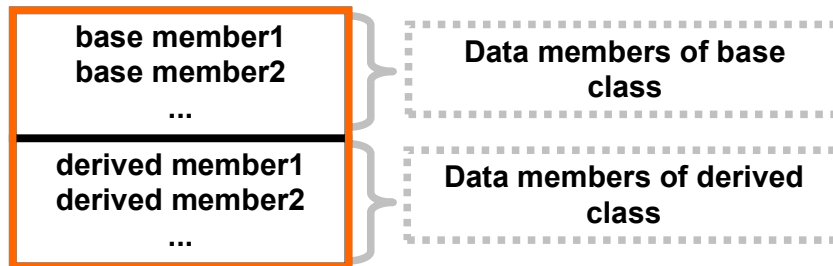 base member1
base member2
...
Data members of base
class
derived member1
derived member2
...
Data members of derived
class